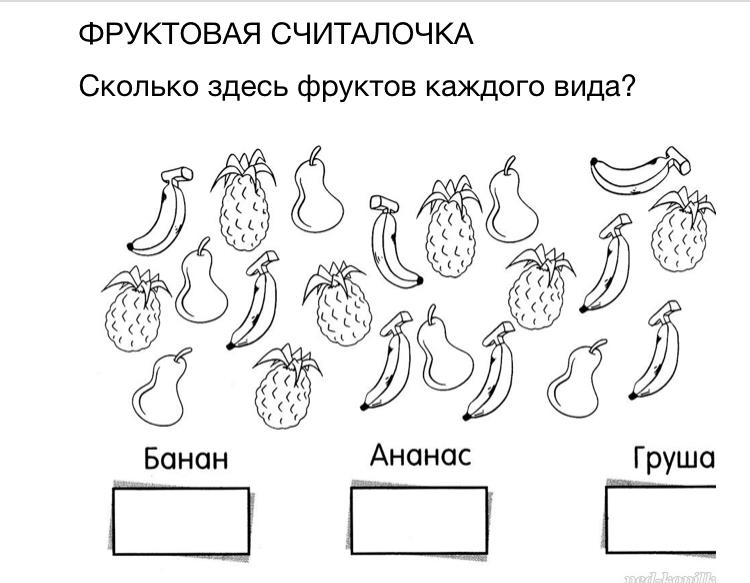 ФРУКТОВАЯ СЧИТАЛОЧКА
Сколько здесь фруктов каждого вида?
Банан Ананас Груша